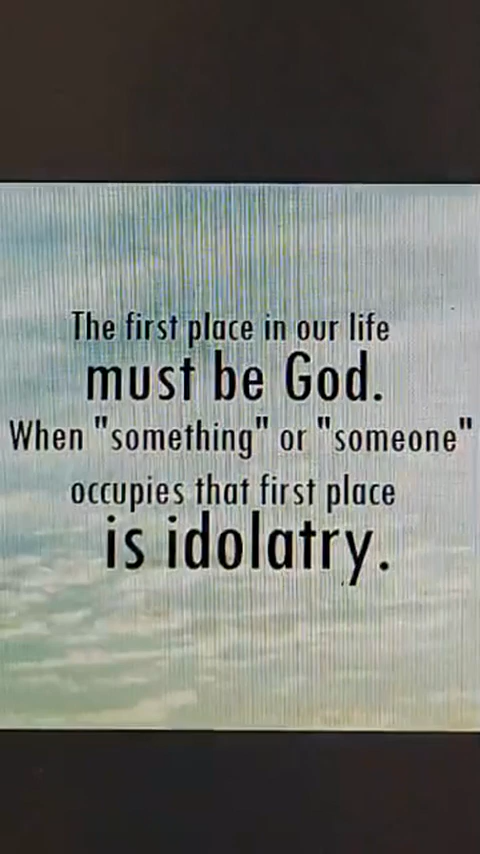 The first place in our life
must be God.
When "something" or "someone"
occupies that first place
is idolatry.